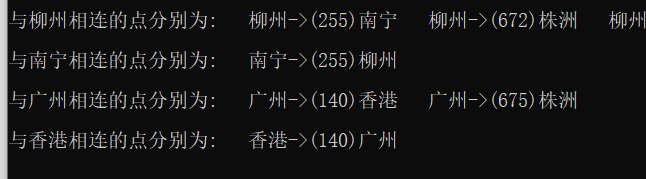 与柳州相连的点分别为:   柳州->(255)南宁   柳州->(672)株洲   柳州
与南宁相连的点分别为:   南宁->(255)柳州
与广州相连的点分别为:   广州->(140)香港   广州->(675)株洲
与香港相连的点分别为:   香港->(140)广州